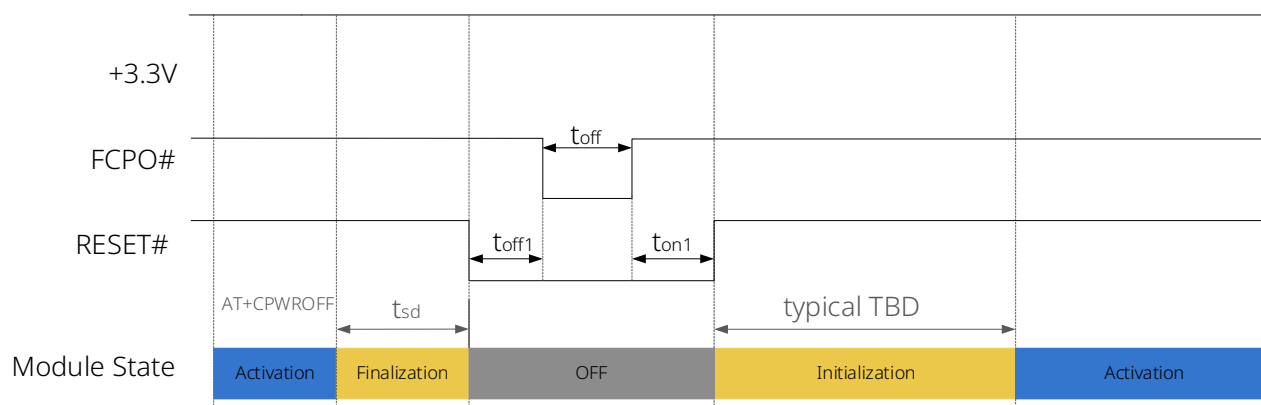 +3.3V
toff
FCPO#
RESET#
toff1
ton1
AT+CPWROFF
tsd
typical TBD
Module State
Activation
Finalization
OFF
Initialization
Activation